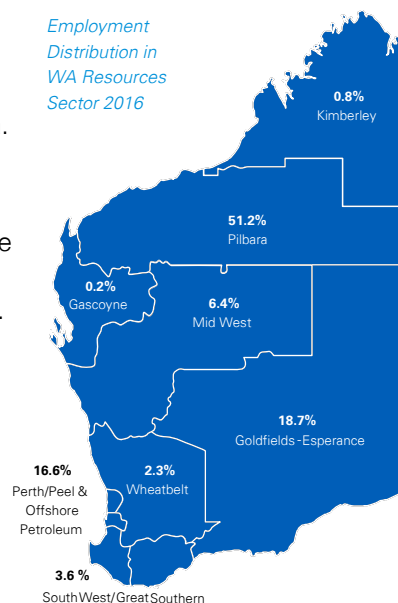 Employment
Distribution in
WA Resources
Sector 2016
.
e
.
0.8%
Kimberley
51.2%
Pilbara
0.2%
Gascoyne
6.4%
Mid West
18.7%
Goldfields-Esperance
16.6%
Perth/Peel &
Offshore
Petroleum
2.3%
Wheatbelt
3.6 %
South West/Great Southern